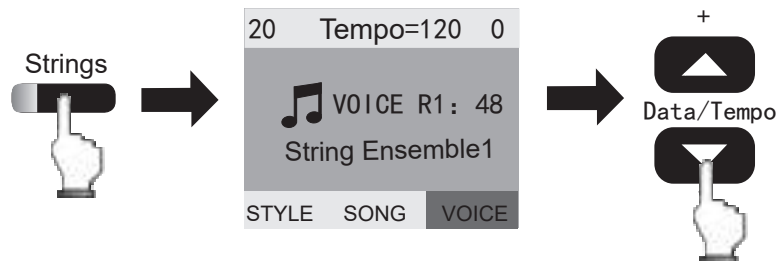 Strings
20 Tempo=120 0
VOICE R1: 48
String Ensemble1
STYLE SONG VOICE
+
Data/Tempo